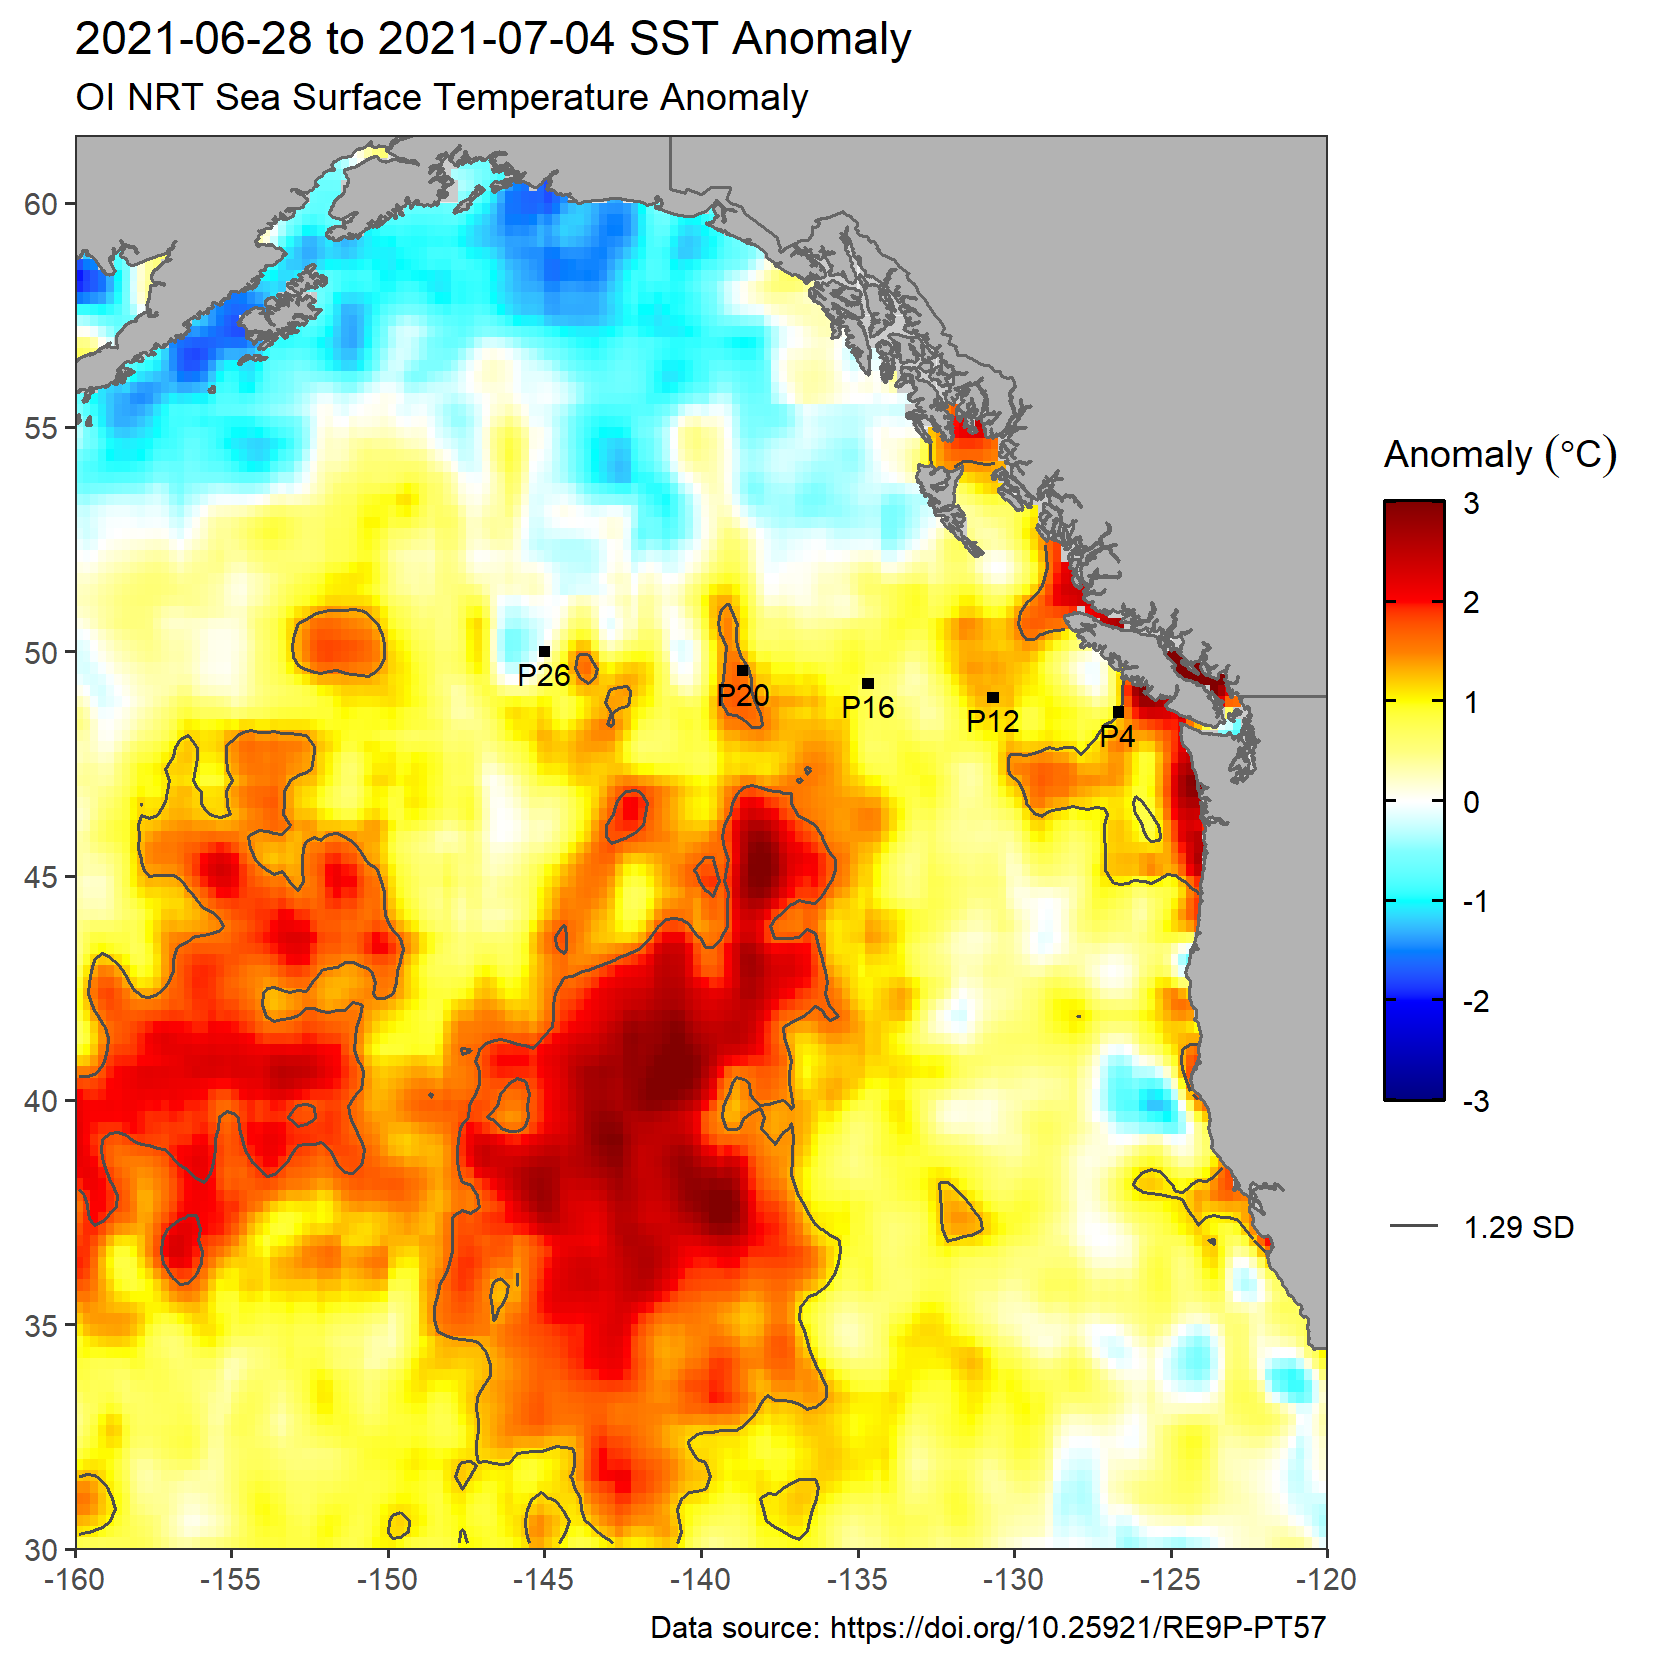 2021-06-28 to 2021-07-04 SST Anomaly
OI NRT Sea Surface Temperature Anomaly
60
55
50
45
40
35
30
-160
-155
-150
-145
-140
-135
-130
-125
-120
P26
P20
P16
P12
P4
Anomaly (°C)
3
2
1
0
-1
-2
-3
1.29 SD
Data source: https://doi.org/10.25921/RE9P-PT57